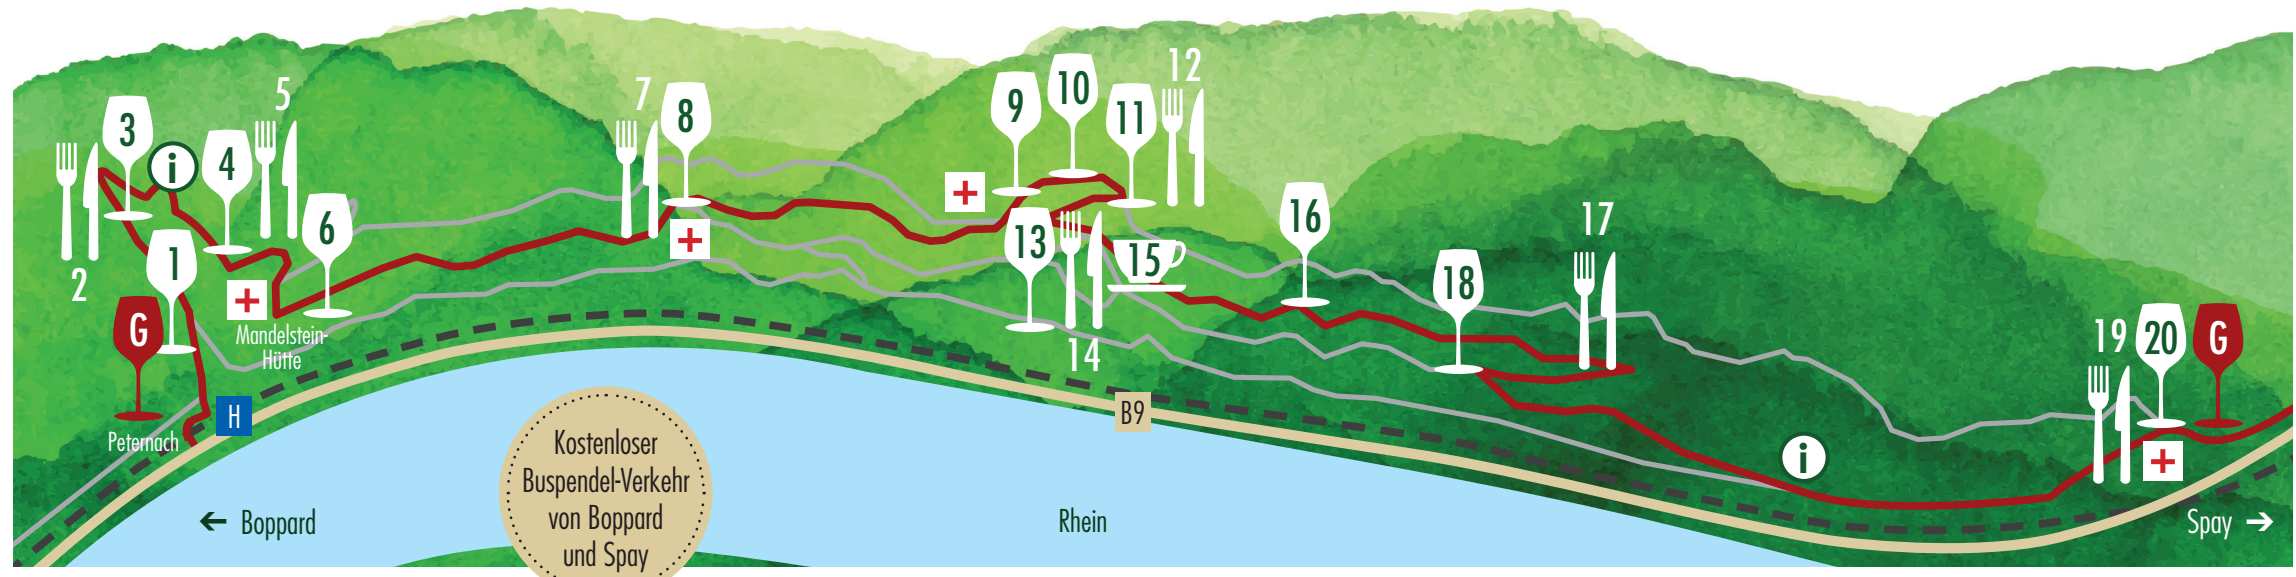 3
i
4
5
2
1
6
G
Mandelstein-
Hütte
Peternach
H
7
8
9
10
11
12
13
14
15
16
17
18
19
20
G
i
B9
Kostenloser
Buspendel-Verkehr
von Boppard
und Spay
← Boppard
Rhein
Spay →